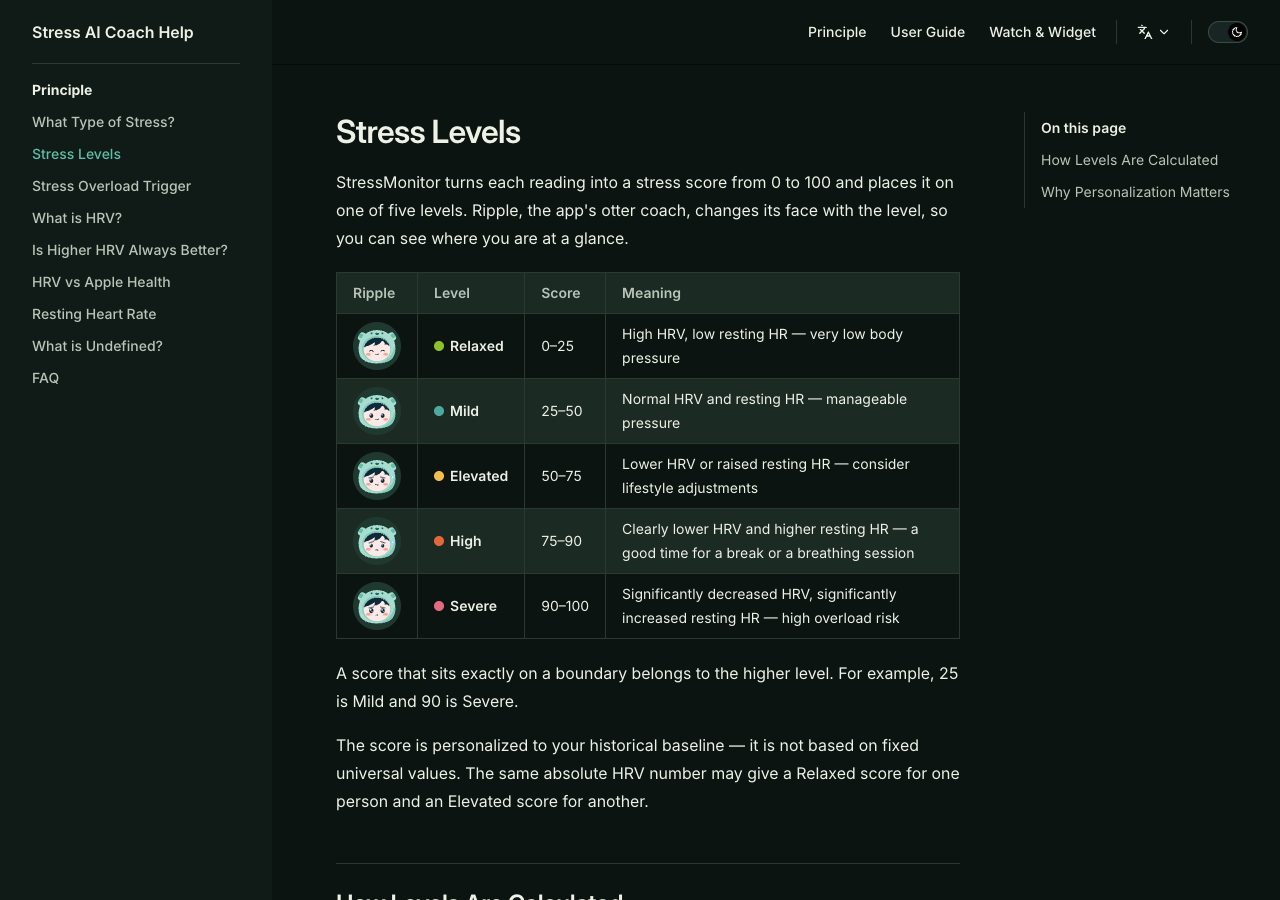 Stress AI Coach Help
Principle
User Guide
Watch & Widget
Principle
What Type of Stress?
Stress Levels
Stress Overload Trigger
What is HRV?
Is Higher HRV Always Better?
HRV vs Apple Health
Resting Heart Rate
What is Undefined?
FAQ
Stress Levels
StressMonitor turns each reading into a stress score from 0 to 100 and places it on
one of five levels. Ripple, the app's otter coach, changes its face with the level, so
you can see where you are at a glance.
Ripple Level Score Meaning
Relaxed 0–25 High HRV, low resting HR — very low body
pressure
Mild 25–50 Normal HRV and resting HR — manageable
pressure
Elevated 50–75 Lower HRV or raised resting HR — consider
lifestyle adjustments
High 75–90 Clearly lower HRV and higher resting HR — a
good time for a break or a breathing session
Severe 90–100 Significantly decreased HRV, significantly
increased resting HR — high overload risk
A score that sits exactly on a boundary belongs to the higher level. For example, 25
is Mild and 90 is Severe.
The score is personalized to your historical baseline — it is not based on fixed
universal values. The same absolute HRV number may give a Relaxed score for one
person and an Elevated score for another.
How Levels Are Calculated
On this page
How Levels Are Calculated
Why Personalization Matters